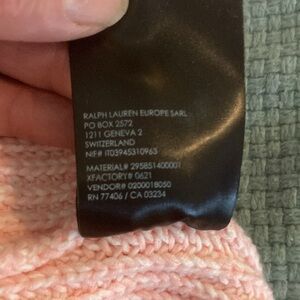 RALPH LAUREN EUROPE SARL
PO BOX 2572
1211 GENEVA 2
SWITZERLAND
NIF# IT03945310963
MATERIAL# 295851400001
XFACTORY# 0621
VENDOR# 0200018050
RN 77406 / CA 03234